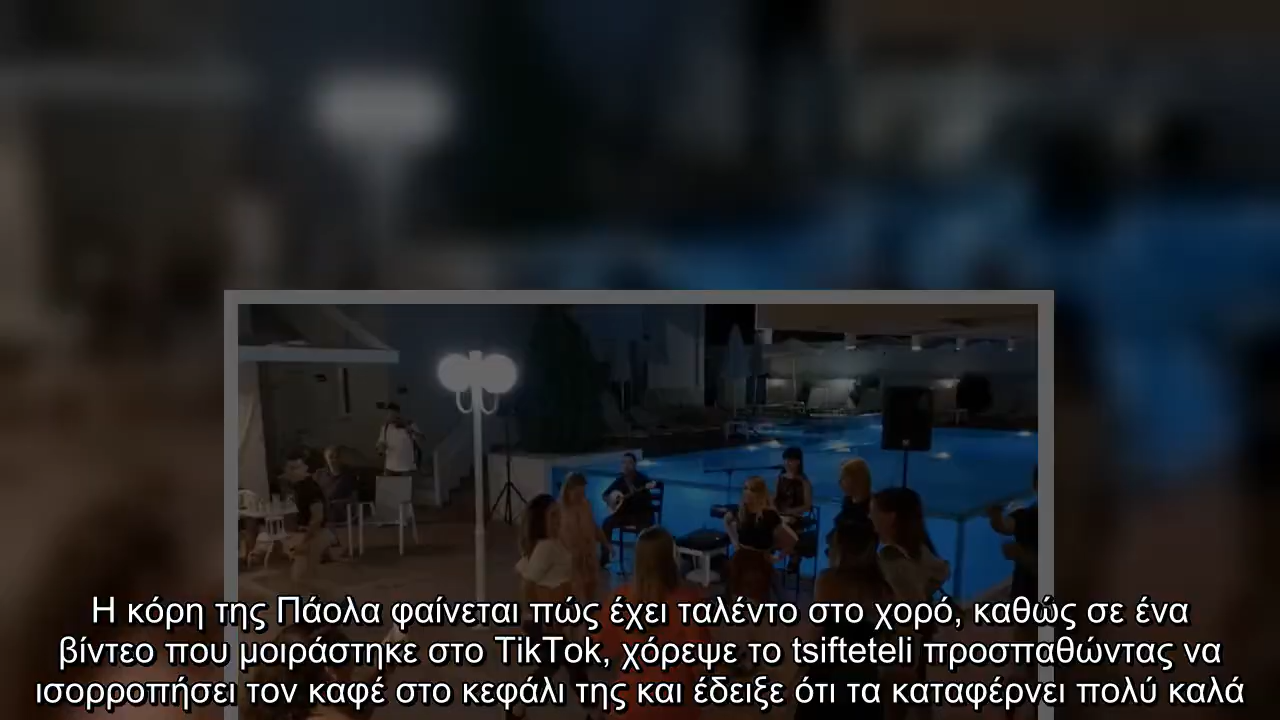 Η κόρη της Πάολα φαίνεται πώς έχει ταλέντο στο χορό, καθώς σε ένα
βίντεο που μοιράστηκε στο TikTok, χόρεψε το tsifteteli προσπαθώντας να
ισορροπήσει τον καφέ στο κεφάλι της και έδειξε ότι τα καταφέρνει πολύ καλά